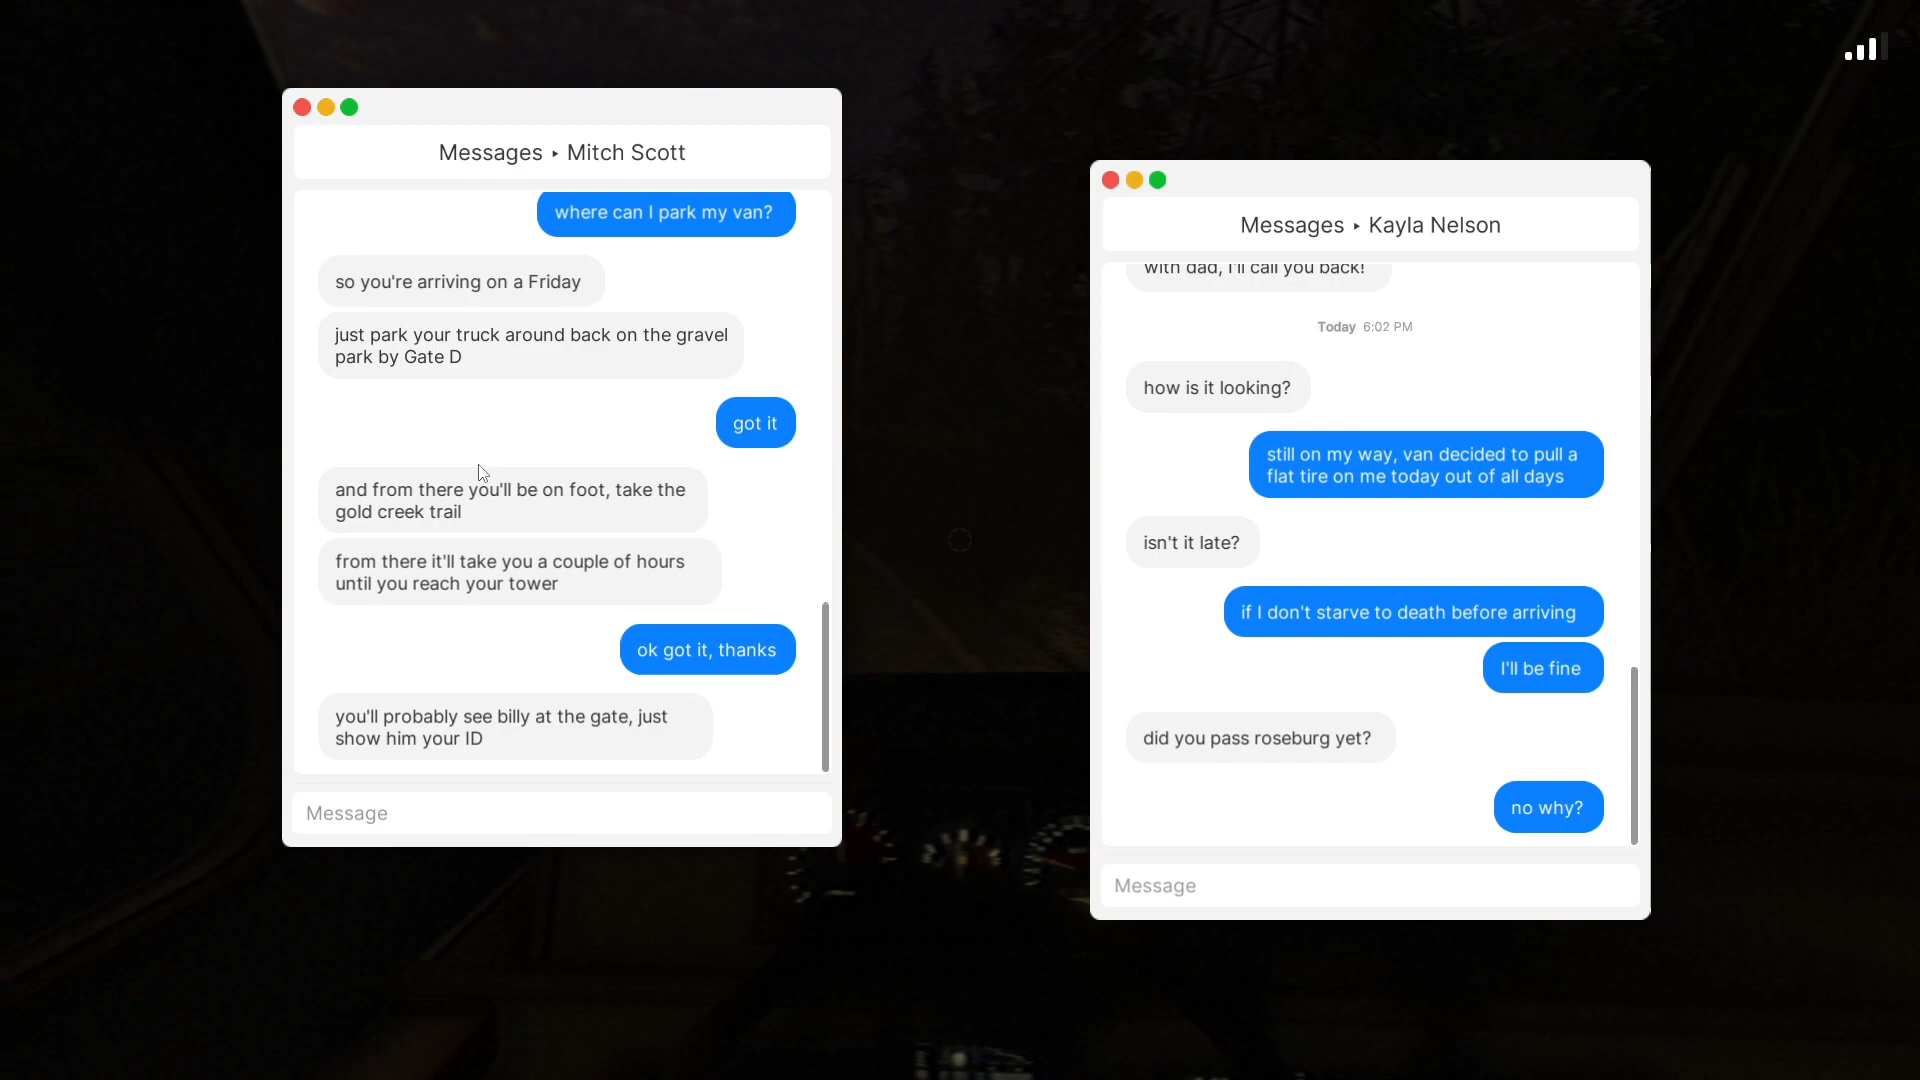 Messages ‣ Mitch Scott
where can I park my van?
so you're arriving on a Friday
just park your truck around back on the gravel
park by Gate D
got it
and from there you'll be on foot, take the
gold creek trail
from there it'll take you a couple of hours
until you reach your tower
ok got it, thanks
you'll probably see billy at the gate, just
show him your ID
Message
Messages ‣ Kayla Nelson
with dad, I'll call you back!
Today 6:02 PM
how is it looking?
still on my way, van decided to pull a
flat tire on me today out of all days
isn't it late?
if I don't starve to death before arriving
I'll be fine
did you pass roseburg yet?
no why?
Message